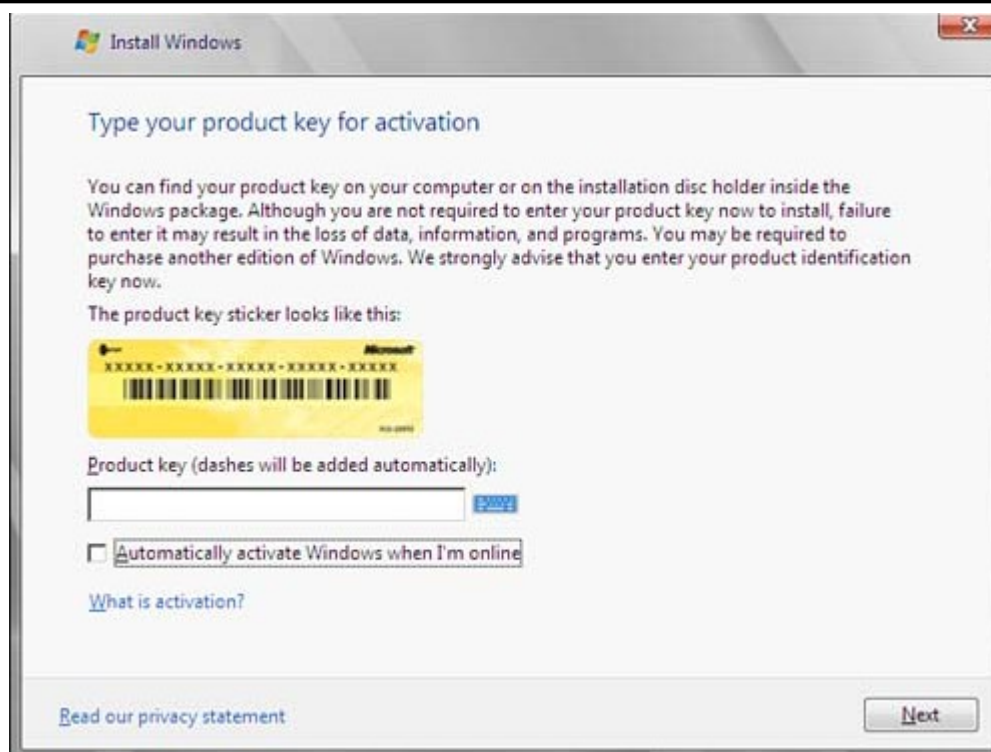 Install Windows
Type your product key for activation
You can find your product key on your computer or on the installation disc holder inside the
Windows package. Although you are not required to enter your product key now to install, failure
to enter it may result in the loss of data, information, and programs. You may be required to
purchase another edition of Windows. We strongly advise that you enter your product identification
key now.
The product key sticker looks like this:
Microsoft
XXXXX-XXXXX-XXXXX-XXXXX-XXXXX
Product key (dashes will be added automatically):
Automatically activate Windows when I'm online
What is activation?
Read our privacy statement
Next